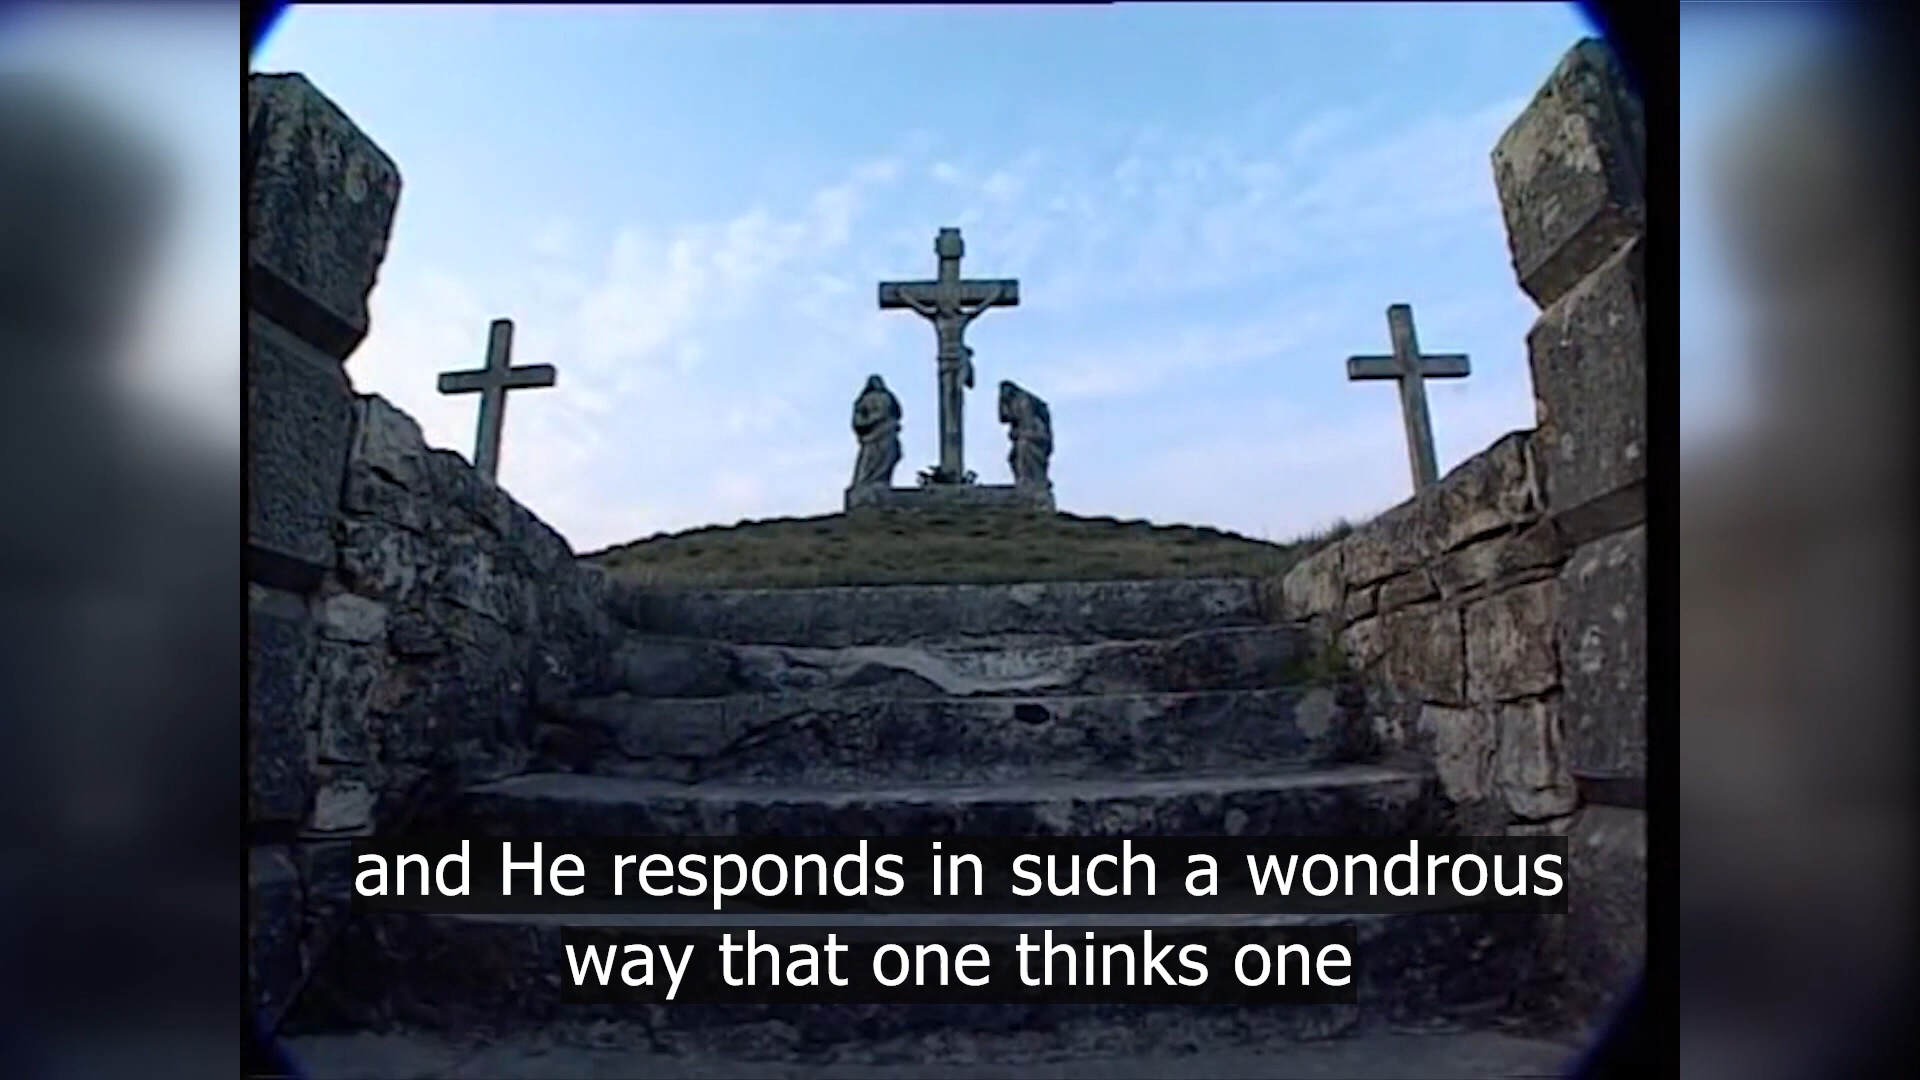 and He responds in such a wondrous
way that one thinks one